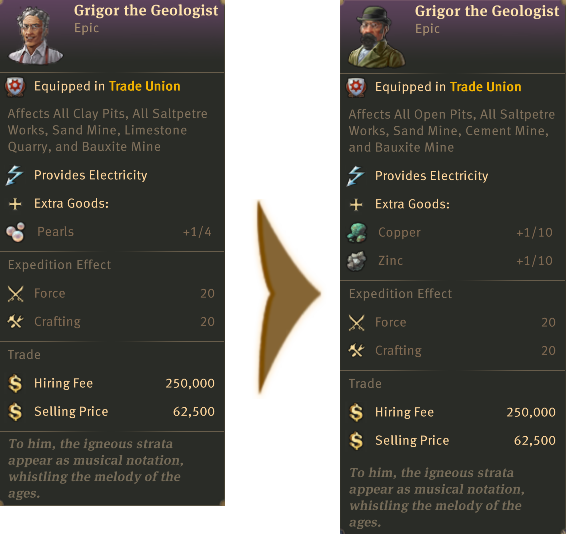 Grigor the Geologist
Epic
Equipped in Trade Union
Affects All Clay Pits, All Saltpetre
Works, Sand Mine, Limestone
Quarry, and Bauxite Mine
Provides Electricity
Extra Goods:
Pearls +1/4
Expedition Effect
Force 20
Crafting 20
Trade
Hiring Fee 250,000
Selling Price 62,500
To him, the igneous strata
appear as musical notation,
whistling the melody of the
ages.
Grigor the Geologist
Epic
Equipped in Trade Union
Affects All Open Pits, All Saltpetre
Works, Sand Mine, Cement Mine,
and Bauxite Mine
Provides Electricity
Extra Goods:
Copper +1/10
Zinc +1/10
Expedition Effect
Force 20
Crafting 20
Trade
Hiring Fee 250,000
Selling Price 62,500
To him, the igneous strata
appear as musical notation,
whistling the melody of the
ages.